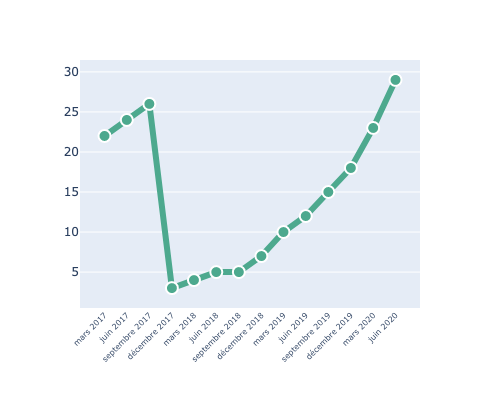 30
25
20
15
10
5
mars 2017
juin 2017
septembre 2017
décembre 2017
mars 2018
juin 2018
septembre 2018
décembre 2018
mars 2019
juin 2019
septembre 2019
décembre 2019
mars 2020
juin 2020